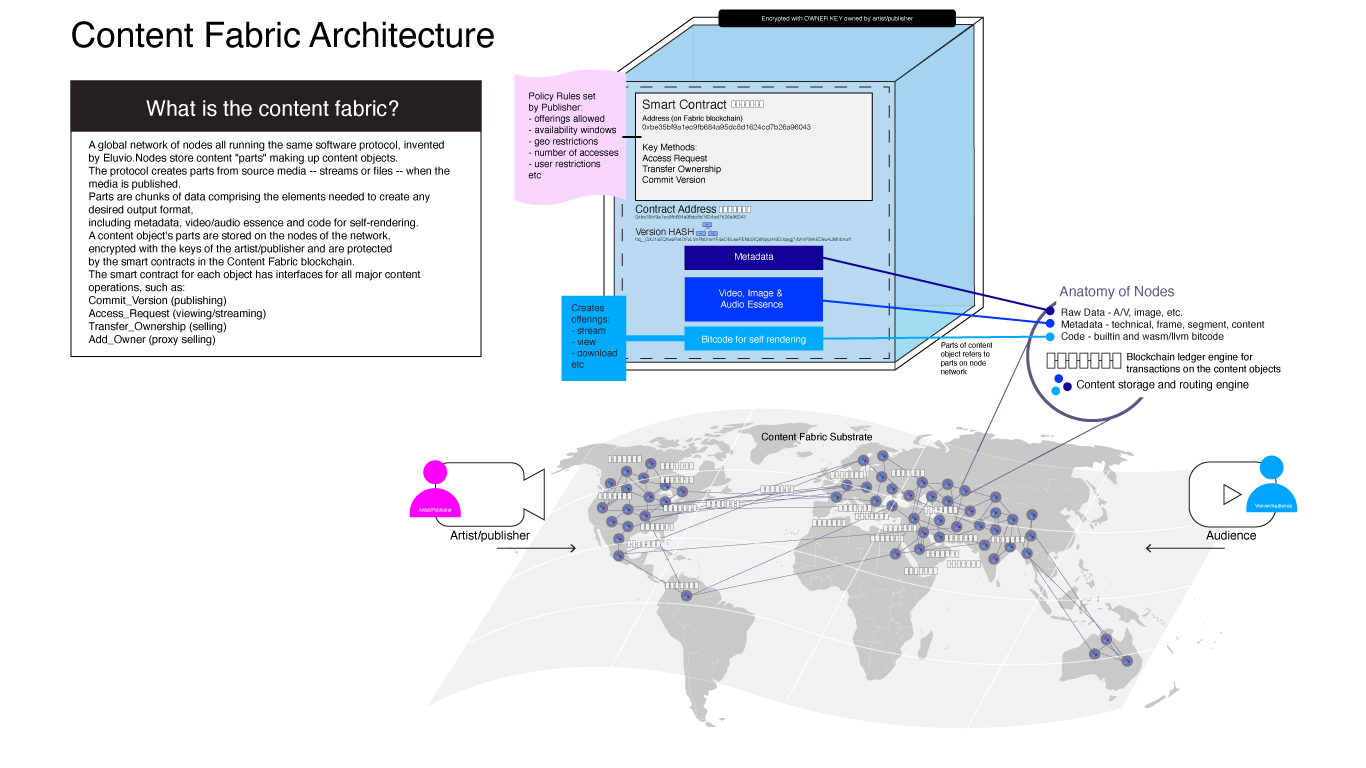 Content Fabric Architecture
What is the content fabric?
A global network of nodes all running the same software protocol, invented
by Eluvio.Nodes store content "parts" making up content objects.
The protocol creates parts from source media -- streams or files -- when the
media is published.
Parts are chunks of data comprising the elements needed to create any
desired output format,
including metadata, video/audio essence and code for self-rendering.
A content object's parts are stored on the nodes of the network,
encrypted with the keys of the artist/publisher and are protected
by the smart contracts in the Content Fabric blockchain.
The smart contract for each object has interfaces for all major content
operations, such as:
Commit_Version (publishing)
Access_Request (viewing/streaming)
Transfer_Ownership (selling)
Add_Owner (proxy selling)
Encrypted with OWNER KEY owned by artist/publisher
Policy Rules set
by Publisher:
- offerings allowed
- availability windows
- geo restrictions
- number of accesses
- user restrictions
etc
Smart Contract
Address (on Fabric blockchain)
0xbe35bf9a1ec9fb684a95dc8d1624cd7b26a96043
Key Methods:
Access Request
Transfer Ownership
Commit Version
Contract Address
0xbe35bf9a1ec9fb684a95dc8d1624cd7b26a96043
Version HASH
Metadata
Video, Image &
Audio Essence
Bitcode for self rendering
Creates
offerings:
- stream
- view
- download
etc
Parts of content
object refers to
parts on node
network
Anatomy of Nodes
Raw Data - A/V, image, etc.
Metadata - technical, frame, segment, content
Code - builtin and wasm/llvm bitcode
Blockchain ledger engine for
transactions on the content objects
Content storage and routing engine
Content Fabric Substrate
Artist/Publisher
Artist/publisher
Viewer/Audience
Audience